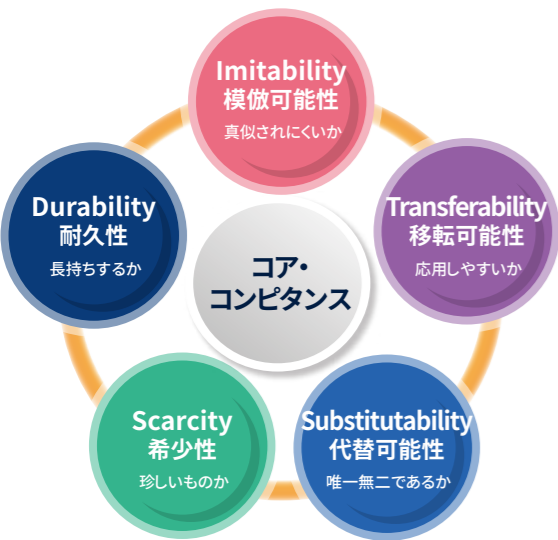 Imitability
模倣可能性
真似されにくいか
Transferability
移転可能性
応用しやすいか
Substitutability
代替可能性
唯一無二であるか
Scarcity
希少性
珍しいものか
Durability
耐久性
長持ちするか
コア・
コンピタンス